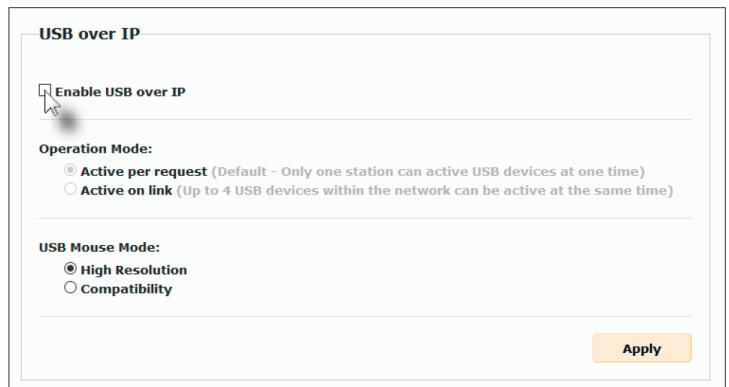 USB over IP
Enable USB over IP
Operation Mode:
Active per request (Default - Only one station can active USB devices at one time)
Active on link (Up to 4 USB devices within the network can be active at the same time)
USB Mouse Mode:
High Resolution
Compatibility
Apply